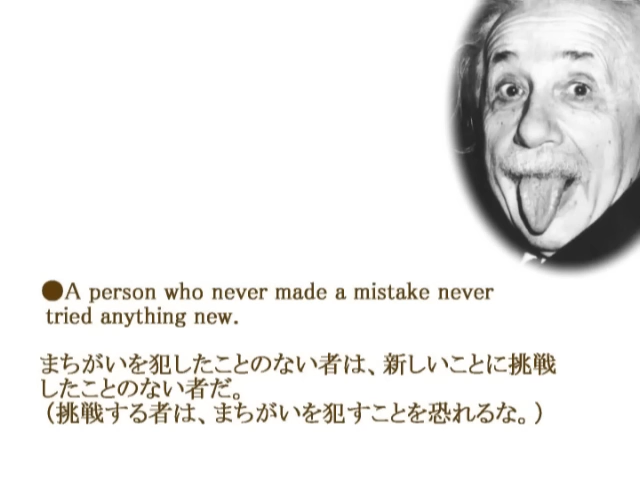 ●A person who never made a mistake never
tried anything new.
まちがいを犯したことのない者は、新しいことに挑戦
したことのない者だ。
（挑戦する者は、まちがいを犯すことを恐れるな。）